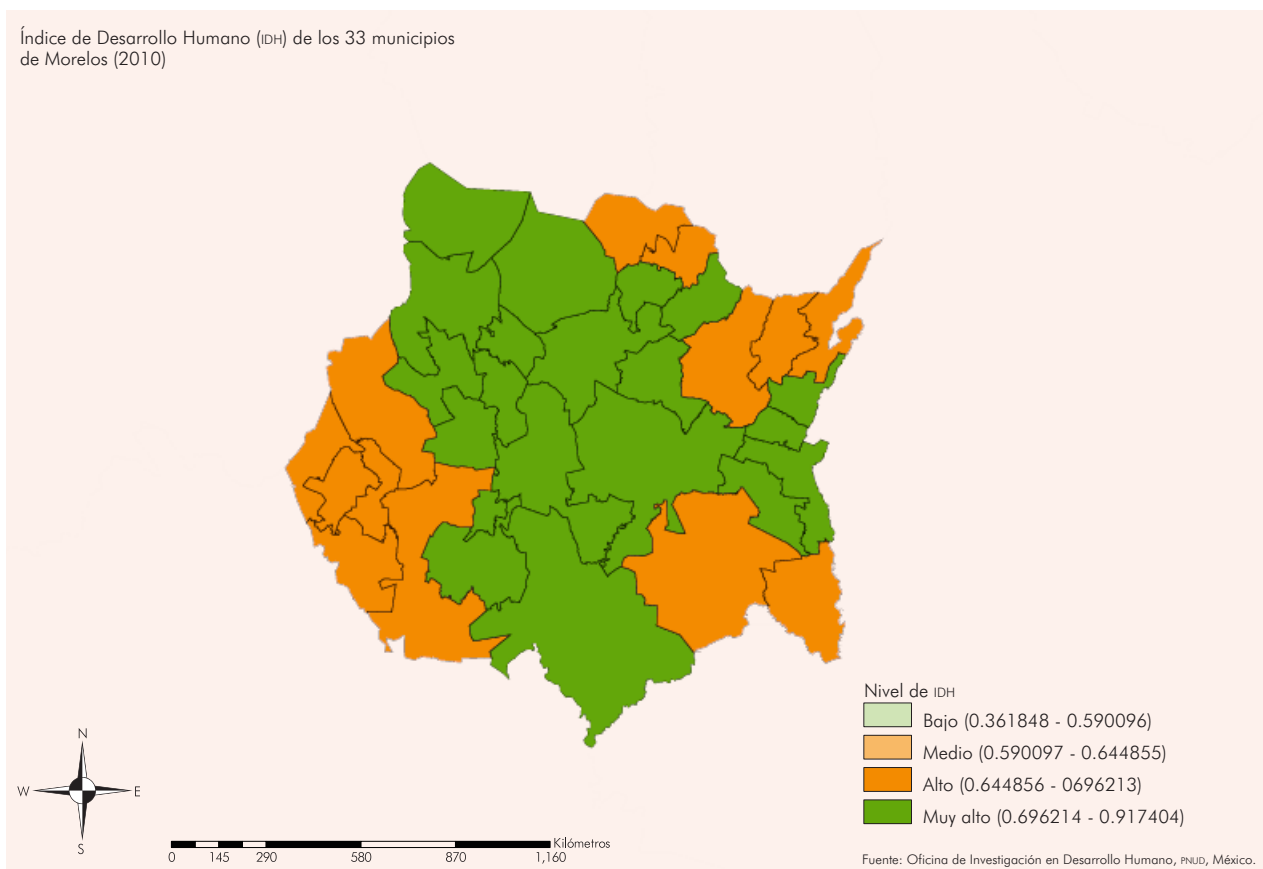 Índice de Desarrollo Humano (IDH) de los 33 municipios
de Morelos (2010)
Nivel de IDH
Bajo (0.361848 - 0.590096)
Medio (0.590097 - 0.644855)
Alto (0.644856 - 0696213)
Muy alto (0.696214 - 0.917404)
N
W E
S
Kilómetros
0 145 290 580 870 1,160
Fuente: Oficina de Investigación en Desarrollo Humano, PNUD, México.